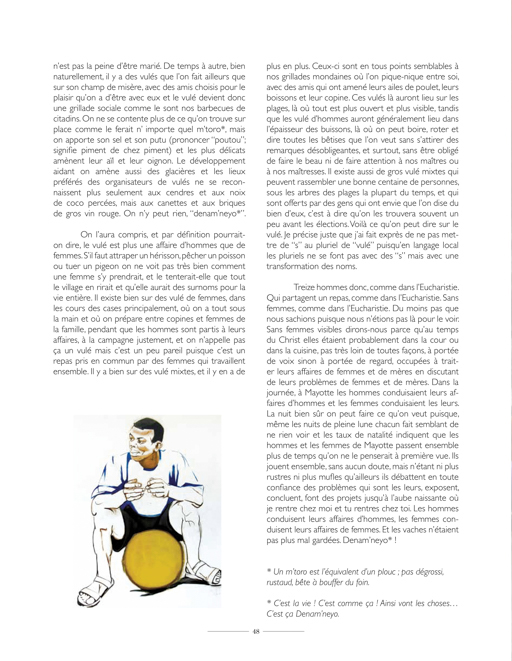 n'est pas la peine d'être marié. De temps à autre, bien
naturellement, il y a des vulés que l'on fait ailleurs que
sur son champ de misère, avec des amis choisis pour le
plaisir qu'on a d'être avec eux et le vulé devient donc
une grillade sociale comme le sont nos barbecues de
citadins. On ne se contente plus de ce qu'on trouve sur
place comme le ferait n' importe quel m'toro*, mais
on apporte son sel et son putu (prononcer "poutou";
signifie piment de chez piment) et les plus délicats
amènent leur aïl et leur oignon. Le développement
aidant on amène aussi des glacières et les lieux
préférés des organisateurs de vulés ne se recon-
naissent plus seulement aux cendres et aux noix
de coco percées, mais aux canettes et aux briques
de gros vin rouge. On n'y peut rien, "denam'neyo*".
On l'aura compris, et par définition pourrait-
on dire, le vulé est plus une affaire d'hommes que de
femmes. S'il faut attraper un hérisson, pêcher un poisson
ou tuer un pigeon on ne voit pas très bien comment
une femme s'y prendrait, et le tenterait-elle que tout
le village en rirait et qu'elle aurait des surnoms pour la
vie entière. Il existe bien sur des vulé de femmes, dans
les cours des cases principalement, où on a tout sous
la main et où on prépare entre copines et femmes de
la famille, pendant que les hommes sont partis à leurs
affaires, à la campagne justement, et on n'appelle pas
ça un vulé mais c'est un peu pareil puisque c'est un
repas pris en commun par des femmes qui travaillent
ensemble. Il y a bien sur des vulé mixtes, et il y en a de
plus en plus. Ceux-ci sont en tous points semblables à
nos grillades mondaines où l'on pique-nique entre soi,
avec des amis qui ont amené leurs ailes de poulet, leurs
boissons et leur copine. Ces vulés là auront lieu sur les
plages, là où tout est plus ouvert et plus visible, tandis
que les vulé d'hommes auront généralement lieu dans
l'épaisseur des buissons, là où on peut boire, roter et
dire toutes les bêtises que l'on veut sans s'attirer des
remarques désobligeantes, et surtout, sans être obligé
de faire le beau ni de faire attention à nos maîtres ou
à nos maîtresses. Il existe aussi de gros vulé mixtes qui
peuvent rassembler une bonne centaine de personnes,
sous les arbres des plages la plupart du temps, et qui
sont offerts par des gens qui ont envie que l'on dise du
bien d'eux, c'est à dire qu'on les trouvera souvent un
peu avant les élections. Voilà ce qu'on peut dire sur le
vulé. Je précise juste que j'ai fait exprès de ne pas met-
tre de "s" au pluriel de "vulé" puisqu'en langage local
les pluriels ne se font pas avec des "s" mais avec une
transformation des noms.
Treize hommes donc, comme dans l'Eucharistie.
Qui partagent un repas, comme dans l'Eucharistie. Sans
femmes, comme dans l'Eucharistie. Du moins pas que
nous sachions puisque nous n'étions pas là pour le voir.
Sans femmes visibles dirons-nous parce qu'au temps
du Christ elles étaient probablement dans la cour ou
dans la cuisine, pas très loin de toutes façons, à portée
de voix sinon à portée de regard, occupées à trait-
er leurs affaires de femmes et de mères en discutant
de leurs problèmes de femmes et de mères. Dans la
journée, à Mayotte les hommes conduisaient leurs af-
faires d'hommes et les femmes conduisaient les leurs.
La nuit bien sûr on peut faire ce qu'on veut puisque,
même les nuits de pleine lune chacun fait semblant de
ne rien voir et les taux de natalité indiquent que les
hommes et les femmes de Mayotte passent ensemble
plus de temps qu'on ne le penserait à première vue. Ils
jouent ensemble, sans aucun doute, mais n'étant ni plus
rustres ni plus mufles qu'ailleurs ils débattent en toute
confiance des problèmes qui sont les leurs, exposent,
concluent, font des projets jusqu'à l'aube naissante où
je rentre chez moi et tu rentres chez toi. Les hommes
conduisent leurs affaires d'hommes, les femmes con-
duisent leurs affaires de femmes. Et les vaches n'étaient
pas plus mal gardées. Denam'neyo* !
* Un m'toro est l'équivalent d'un plouc ; pas dégrossi,
rustaud, bête à bouffer du foin.
* C'est la vie ! C'est comme ça ! Ainsi vont les choses…
C'est ça Denam'neyo.
48